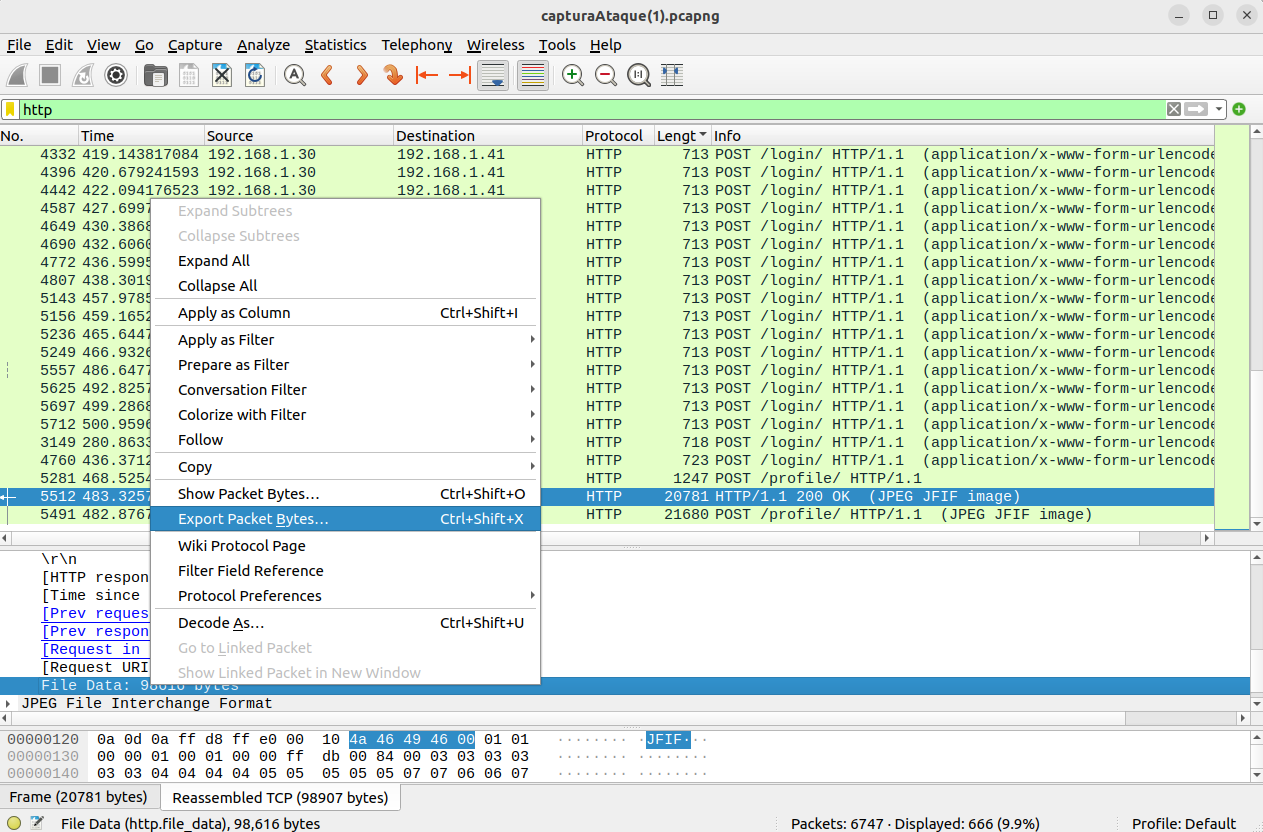 capturaAtaque(1).pcapng
File Edit View Go Capture Analyze Statistics Telephony Wireless Tools Help
http
No. Time Source Destination Protocol Lengt Info
4332 419.143817084 192.168.1.30 192.168.1.41 HTTP 713 POST /login/ HTTP/1.1 (application/x-www-form-urlencode
4396 420.679241593 192.168.1.30 192.168.1.41 HTTP 713 POST /login/ HTTP/1.1 (application/x-www-form-urlencode
4442 422.094176523 192.168.1.30 192.168.1.41 HTTP 713 POST /login/ HTTP/1.1 (application/x-www-form-urlencode
4587 427.6997 HTTP 713 POST /login/ HTTP/1.1 (application/x-www-form-urlencode
4649 430.3868 HTTP 713 POST /login/ HTTP/1.1 (application/x-www-form-urlencode
4690 432.6060 HTTP 713 POST /login/ HTTP/1.1 (application/x-www-form-urlencode
4772 436.5995 HTTP 713 POST /login/ HTTP/1.1 (application/x-www-form-urlencode
4807 438.3019 HTTP 713 POST /login/ HTTP/1.1 (application/x-www-form-urlencode
5143 457.9785 HTTP 713 POST /login/ HTTP/1.1 (application/x-www-form-urlencode
5156 459.1652 HTTP 713 POST /login/ HTTP/1.1 (application/x-www-form-urlencode
5236 465.6447 HTTP 713 POST /login/ HTTP/1.1 (application/x-www-form-urlencode
5249 466.9326 HTTP 713 POST /login/ HTTP/1.1 (application/x-www-form-urlencode
5557 486.6477 HTTP 713 POST /login/ HTTP/1.1 (application/x-www-form-urlencode
5625 492.8257 HTTP 713 POST /login/ HTTP/1.1 (application/x-www-form-urlencode
5697 499.2868 HTTP 713 POST /login/ HTTP/1.1 (application/x-www-form-urlencode
5712 500.9596 HTTP 713 POST /login/ HTTP/1.1 (application/x-www-form-urlencode
3149 280.8633 HTTP 718 POST /login/ HTTP/1.1 (application/x-www-form-urlencode
4760 436.3712 HTTP 723 POST /login/ HTTP/1.1 (application/x-www-form-urlencode
5281 468.5254 HTTP 1247 POST /profile/ HTTP/1.1
5512 483.3257 HTTP 20781 HTTP/1.1 200 OK (JPEG JFIF image)
5491 482.8767 HTTP 21680 POST /profile/ HTTP/1.1 (JPEG JFIF image)
Expand Subtrees
Collapse Subtrees
Expand All
Collapse All
Apply as Column Ctrl+Shift+I
Apply as Filter
Prepare as Filter
Conversation Filter
Colorize with Filter
Follow
Copy
Show Packet Bytes… Ctrl+Shift+O
Export Packet Bytes… Ctrl+Shift+X
Wiki Protocol Page
Filter Field Reference
Protocol Preferences
Decode As… Ctrl+Shift+U
Go to Linked Packet
Show Linked Packet in New Window
\r\n
[HTTP respon
[Time since
[Prev reques
[Prev respon
[Request in
[Request URI
File Data: 98616 bytes
JPEG File Interchange Format
00000120 0a 0d 0a ff d8 ff e0 00 10 4a 46 49 46 00 01 01 ········ ·JFIF···
00000130 00 00 01 00 01 00 00 ff db 00 84 00 03 03 03 03 ········ ········
00000140 03 03 04 04 04 04 05 05 05 05 05 07 07 06 06 07 ········ ········
Frame (20781 bytes) Reassembled TCP (98907 bytes)
File Data (http.file_data), 98,616 bytes Packets: 6747 · Displayed: 666 (9.9%) Profile: Default